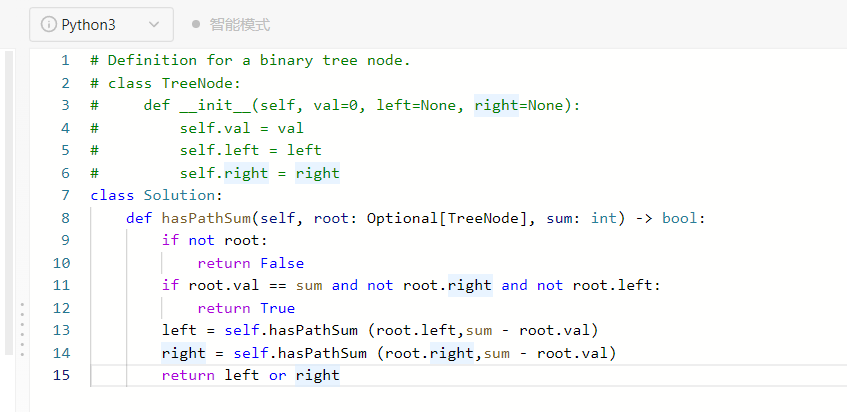 Python3 智能模式
1 # Definition for a binary tree node.
2 # class TreeNode:
3 #     def __init__(self, val=0, left=None, right=None):
4 #         self.val = val
5 #         self.left = left
6 #         self.right = right
7 class Solution:
8     def hasPathSum(self, root: Optional[TreeNode], sum: int) -> bool:
9         if not root:
10             return False
11         if root.val == sum and not root.right and not root.left:
12             return True
13         left = self.hasPathSum (root.left,sum - root.val)
14         right = self.hasPathSum (root.right,sum - root.val)
15         return left or right